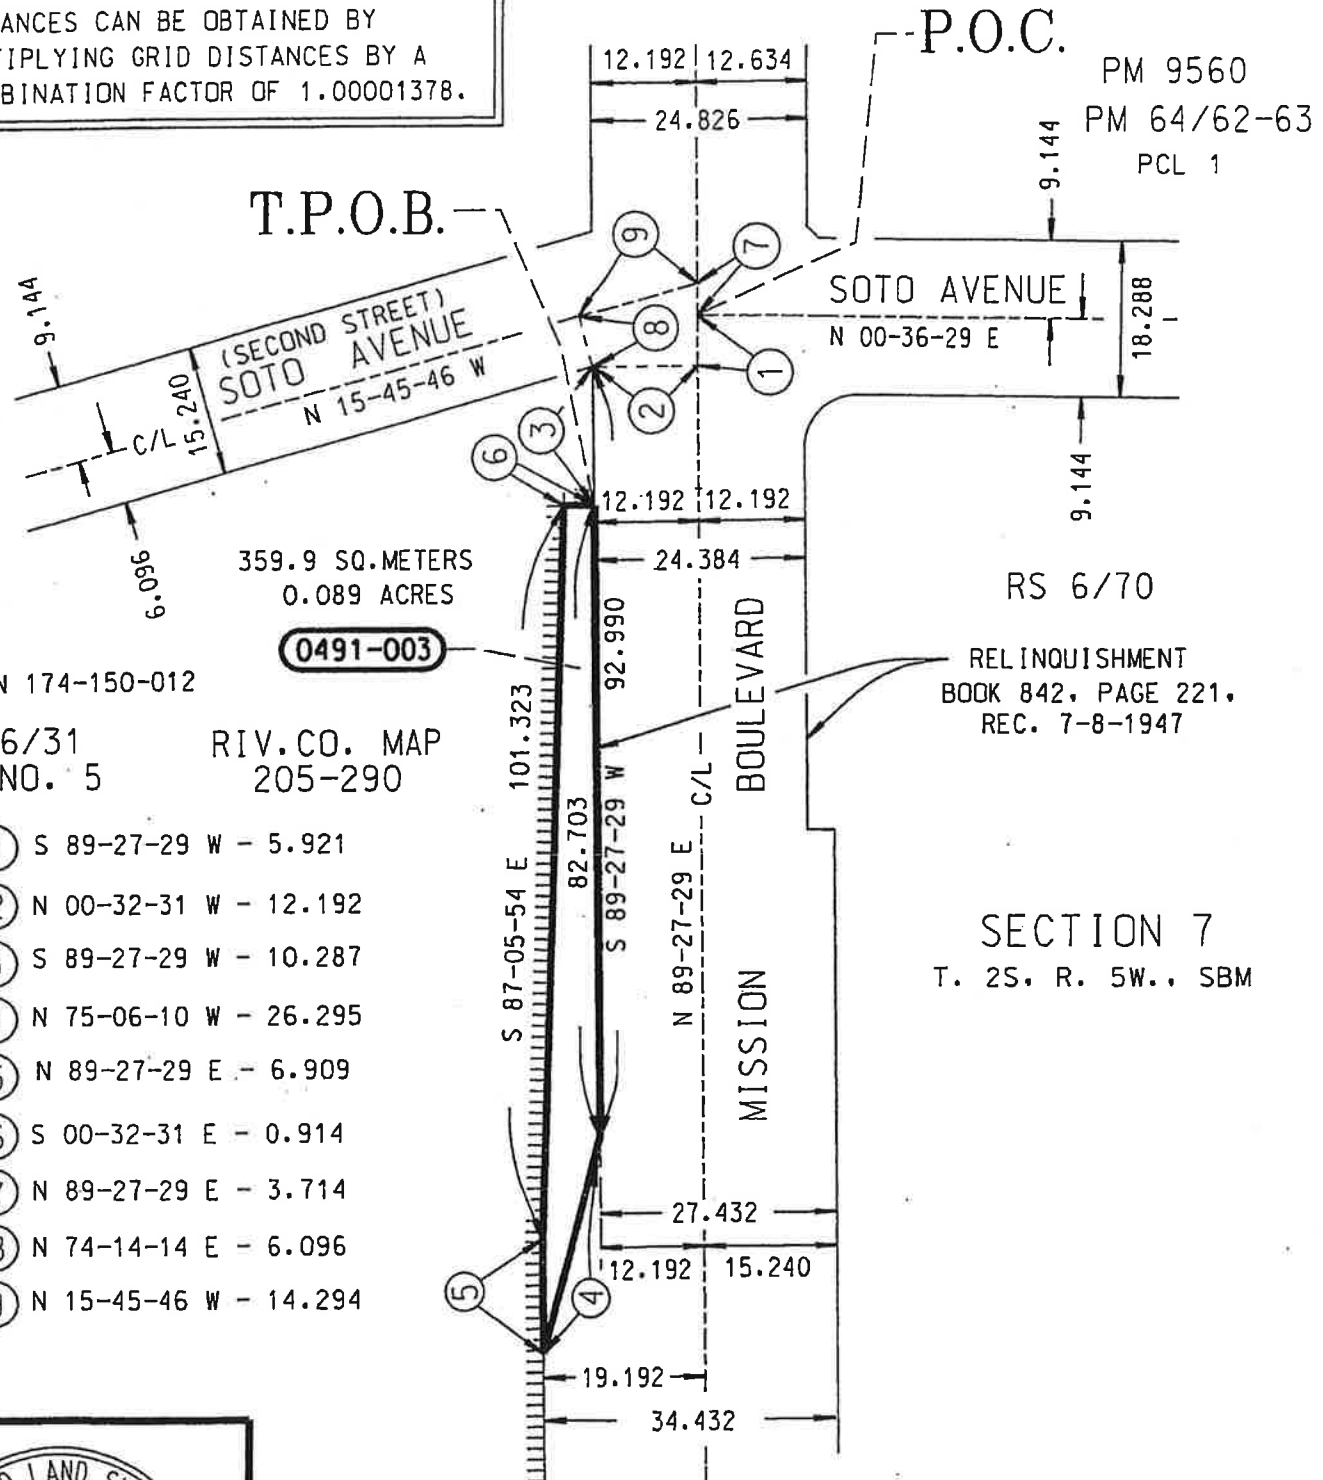 ANCES CAN BE OBTAINED BY
TIPLYING GRID DISTANCES BY A
BINATION FACTOR OF 1.00001378.
12.192
12.634
24.826
P.O.C.
PM 9560
PM 64/62-63
PCL 1
9.144
T.P.O.B.
9
7
SOTO AVENUE
N 00-36-29 E
18.288
9.144
(SECOND STREET)
SOTO AVENUE
N 15-45-46 W
15.240
C/L
9.144
6.096
8
1
2
3
6
12.192
12.192
24.384
9.144
359.9 SQ.METERS
0.089 ACRES
0491-003
92.990
101.323
82.703
S 87-05-54 E
S 89-27-29 W
N 89-27-29 E
C/L
MISSION BOULEVARD
RS 6/70
RELINQUISHMENT
BOOK 842, PAGE 221,
REC. 7-8-1947
N 174-150-012
6/31
NO. 5
RIV.CO. MAP
205-290
S 89-27-29 W - 5.921
N 00-32-31 W - 12.192
S 89-27-29 W - 10.287
N 75-06-10 W - 26.295
N 89-27-29 E - 6.909
S 00-32-31 E - 0.914
N 89-27-29 E - 3.714
N 74-14-14 E - 6.096
N 15-45-46 W - 14.294
SECTION 7
T. 2S, R. 5W., SBM
27.432
12.192
15.240
5
4
19.192
34.432
LAND